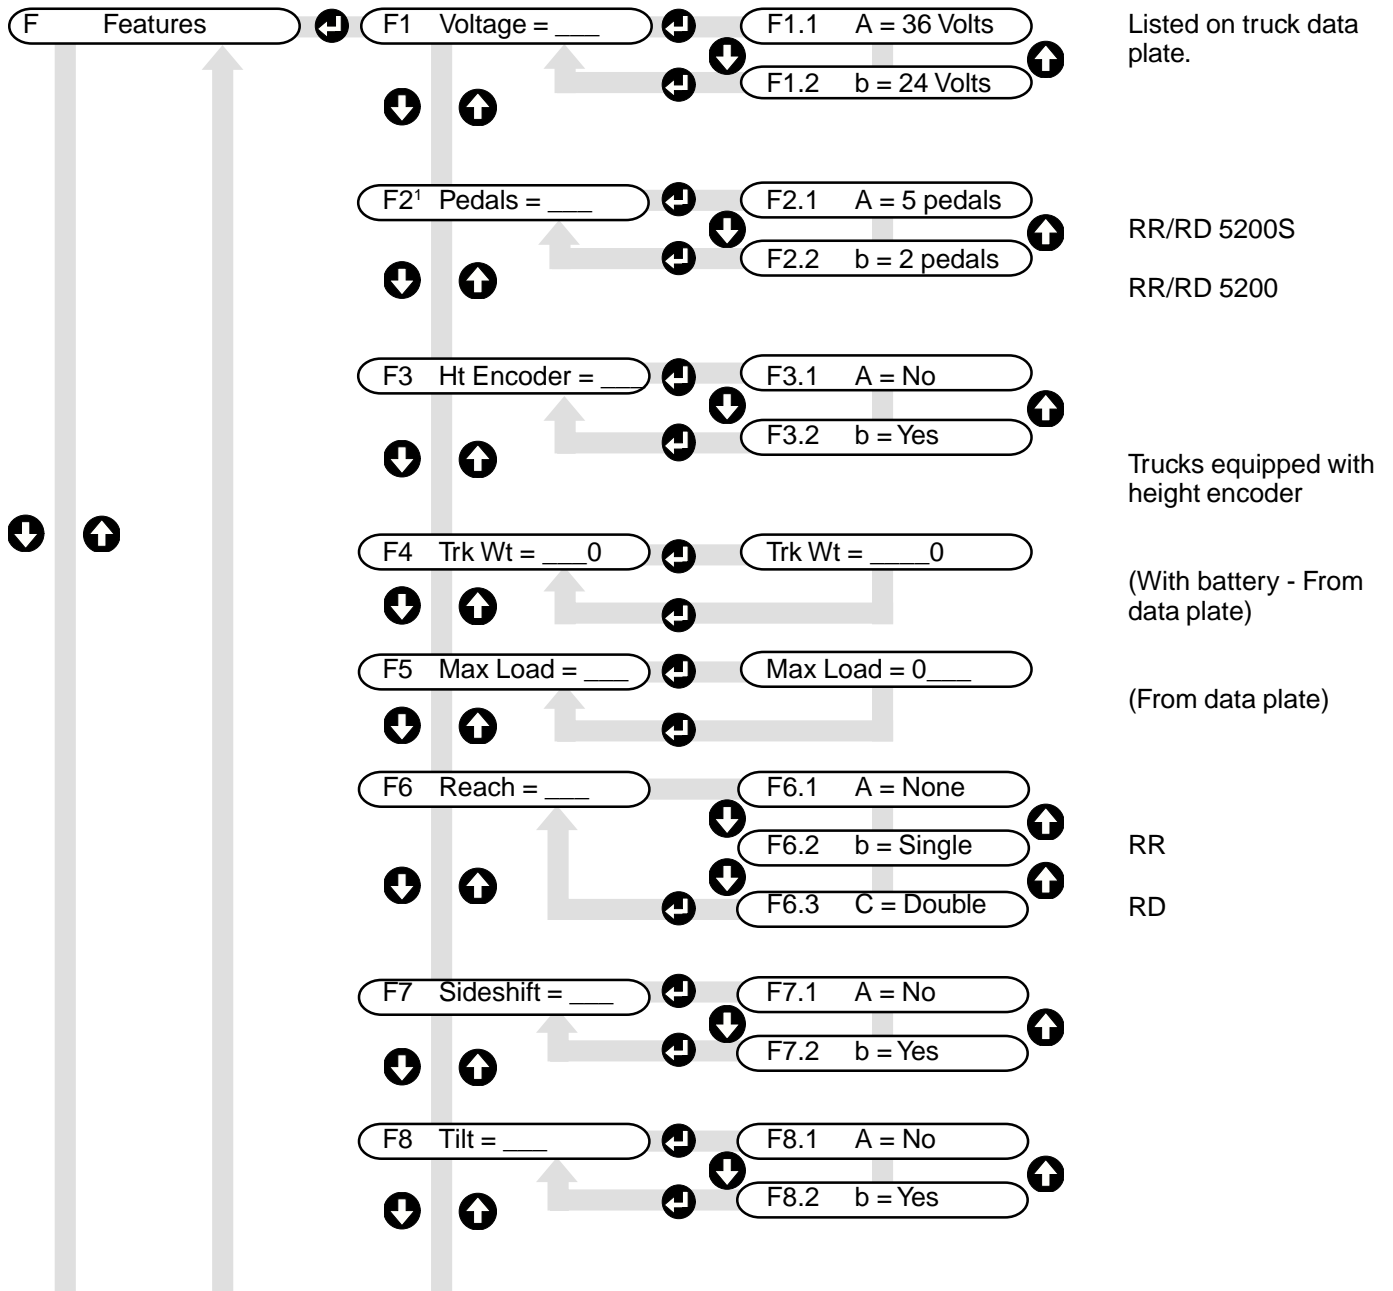 F Features
F1 Voltage = ___
F1.1 A = 36 Volts
Listed on truck data
plate.
F1.2 b = 24 Volts
F2¹ Pedals = ___
F2.1 A = 5 pedals
RR/RD 5200S
F2.2 b = 2 pedals
RR/RD 5200
F3 Ht Encoder = ___
F3.1 A = No
F3.2 b = Yes
Trucks equipped with
height encoder
F4 Trk Wt = ___0
Trk Wt = ____0
(With battery - From
data plate)
F5 Max Load = ___
Max Load = 0___
(From data plate)
F6 Reach = ___
F6.1 A = None
F6.2 b = Single
RR
F6.3 C = Double
RD
F7 Sideshift = ___
F7.1 A = No
F7.2 b = Yes
F8 Tilt = ___
F8.1 A = No
F8.2 b = Yes